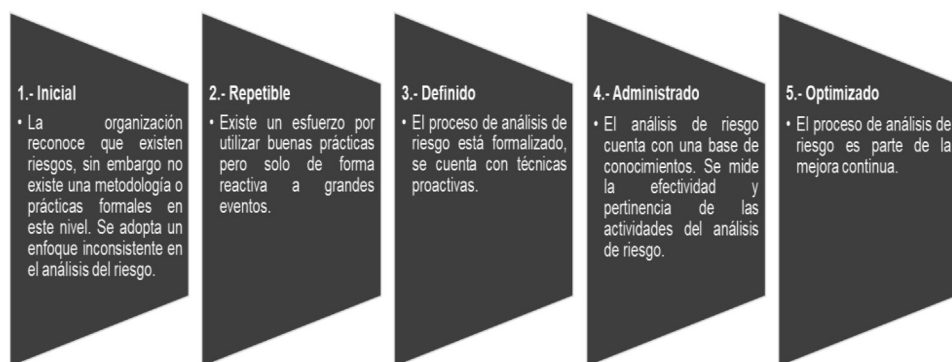 1.- Inicial
• La organización
reconoce que existen
riesgos, sin embargo no
existe una metodología o
prácticas formales en
este nivel. Se adopta un
enfoque inconsistente en
el análisis del riesgo.
2.- Repetible
• Existe un esfuerzo por
utilizar buenas prácticas
pero solo de forma
reactiva a grandes
eventos.
3.- Definido
• El proceso de análisis de
riesgo está formalizado,
se cuenta con técnicas
proactivas.
4.- Administrado
• El análisis de riesgo
cuenta con una base de
conocimientos. Se mide
la efectividad y
pertinencia de las
actividades del análisis
de riesgo.
5.- Optimizado
• El proceso de análisis de
riesgo es parte de la
mejora continua.